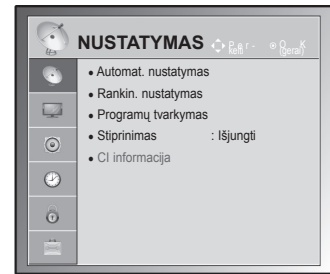 NUSTATYMAS
Automat. nustatymas
Rankin. nustatymas
Programų tvarkymas
Stiprinimas : Išjungti
CI informacija